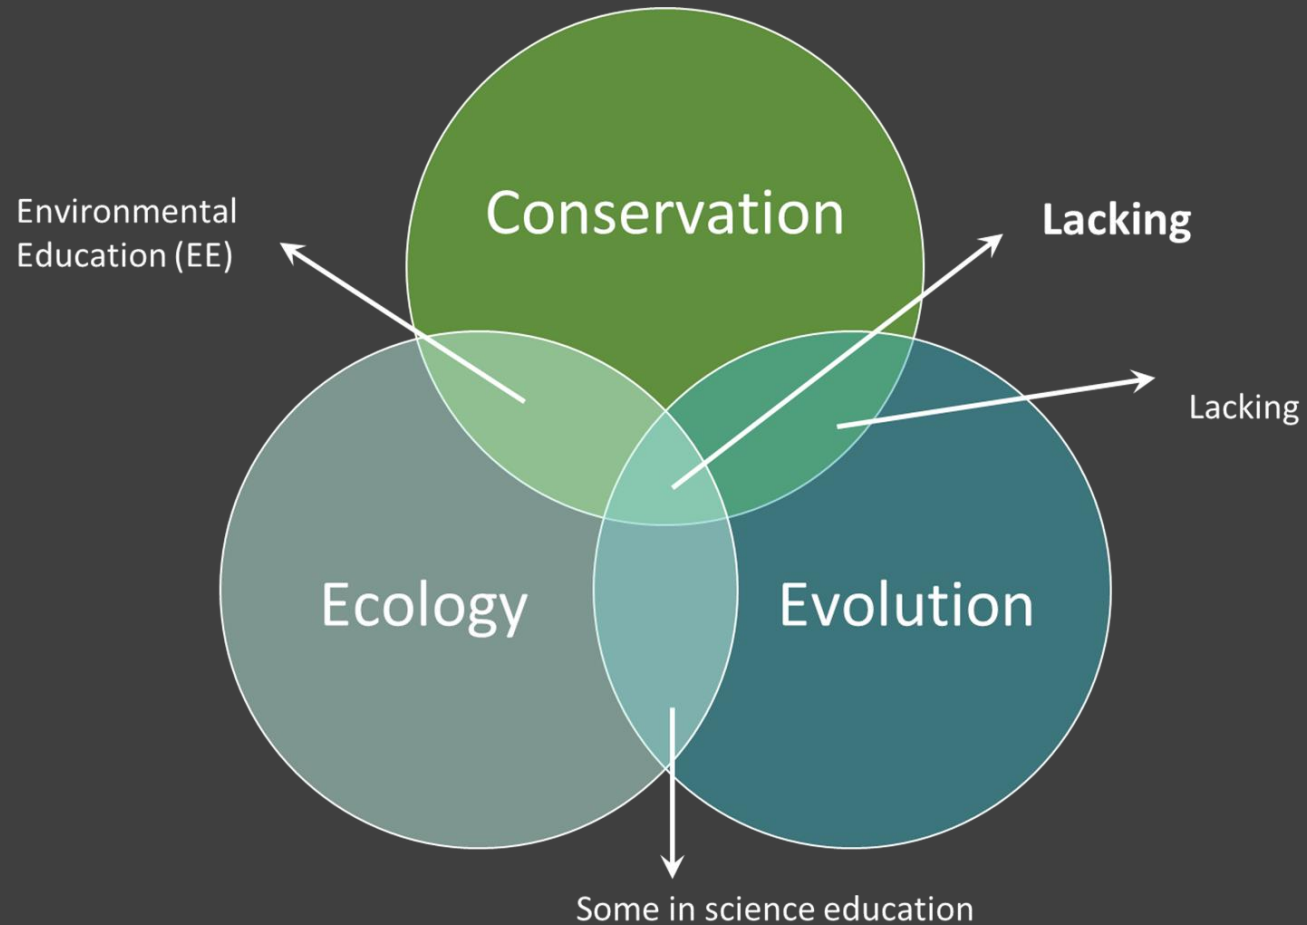 Conservation
Environmental
Education (EE)
Lacking
Lacking
Ecology
Evolution
Some in science education